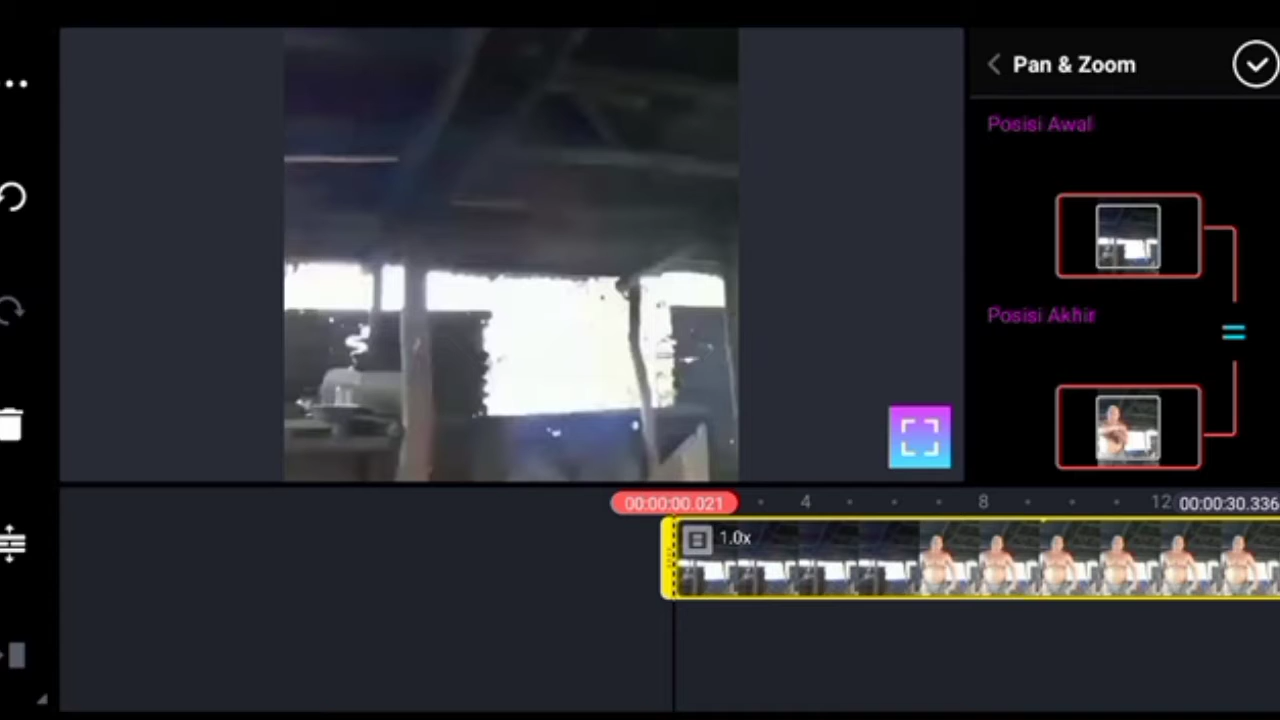 Pan & Zoom
Posisi Awal
Posisi Akhir
00:00:00.021
4
8
12
00:00:30.336
1.0x